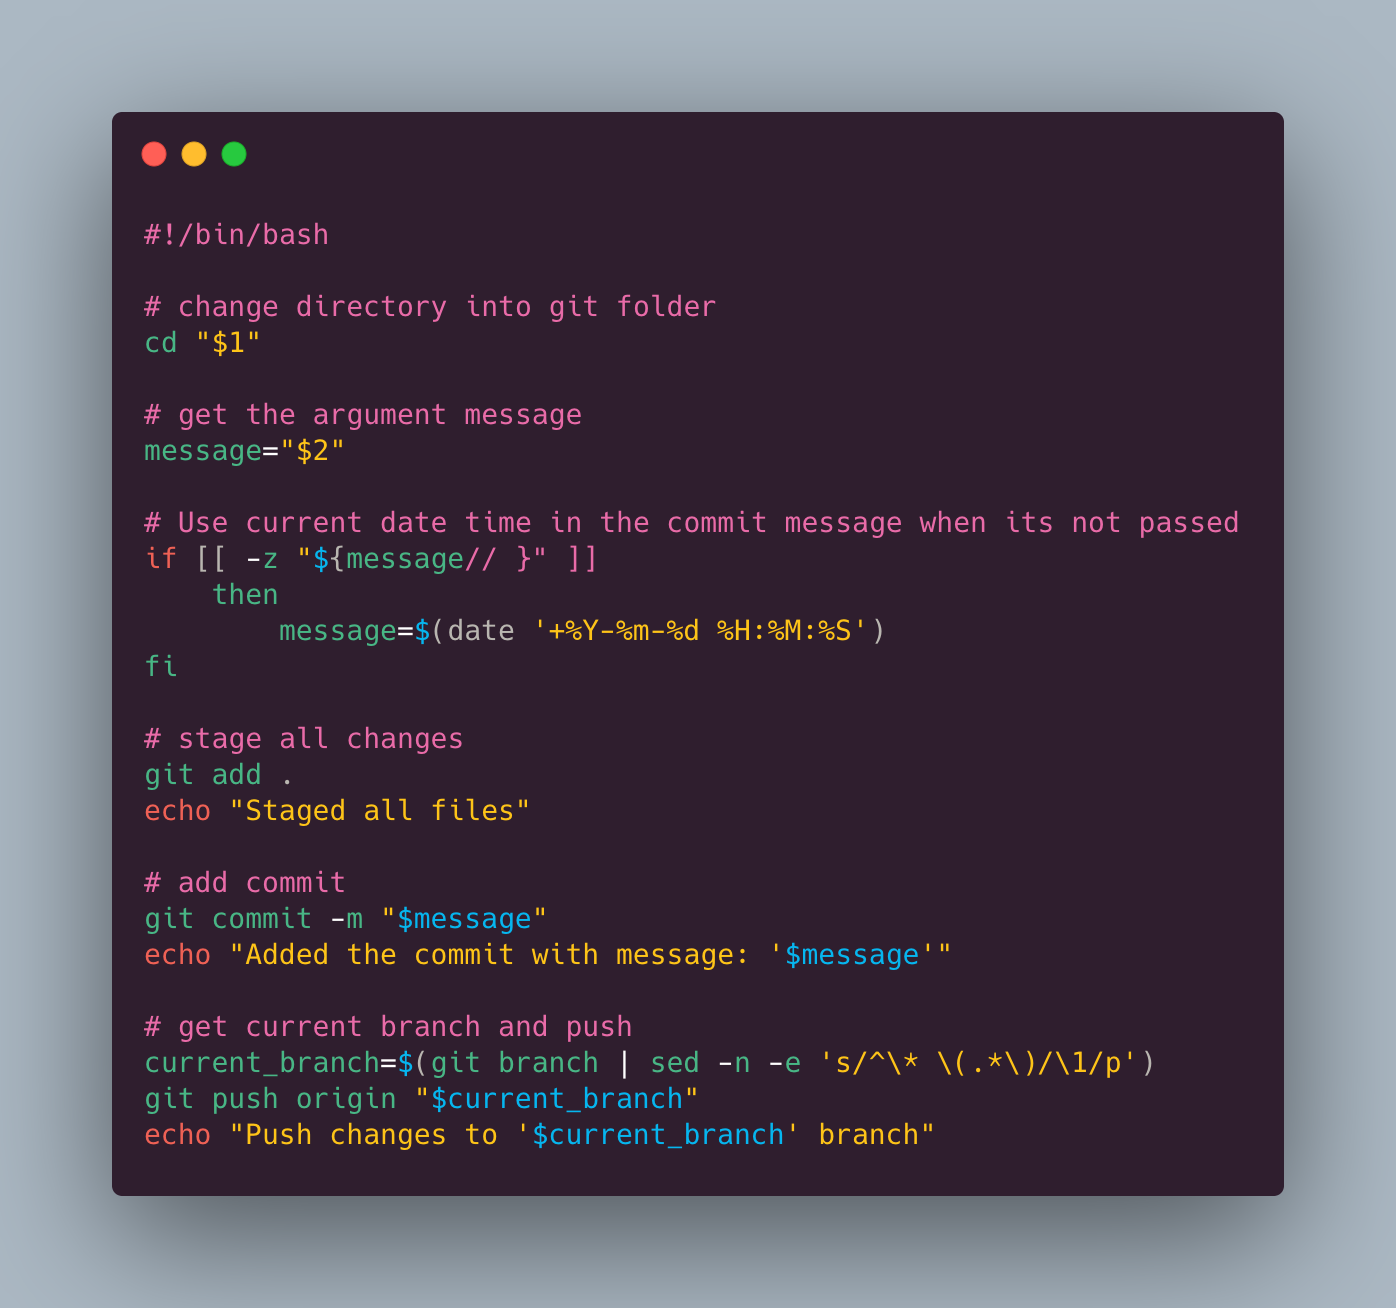 #!/bin/bash

# change directory into git folder
cd "$1"

# get the argument message
message="$2"

# Use current date time in the commit message when its not passed
if [[ -z "${message// }" ]]
    then
        message=$(date '+%Y-%m-%d %H:%M:%S')
fi

# stage all changes
git add .
echo "Staged all files"

# add commit
git commit -m "$message"
echo "Added the commit with message: '$message'"

# get current branch and push
current_branch=$(git branch | sed -n -e 's/^\* \(.*\)/\1/p')
git push origin "$current_branch"
echo "Push changes to '$current_branch' branch"